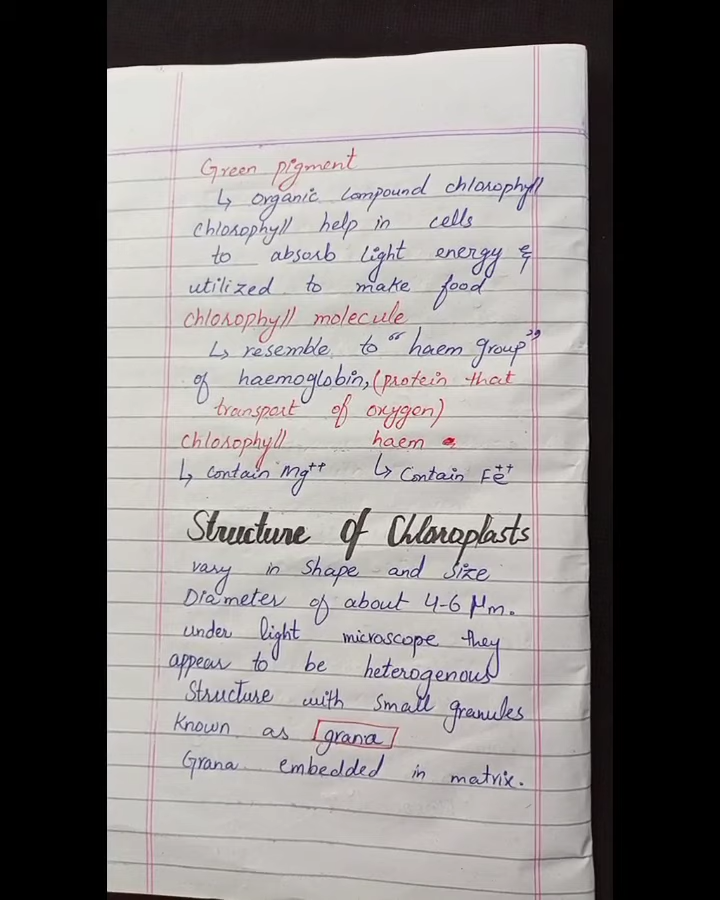 Green pigment
↳ organic compound chlorophyll
chlorophyll help in cells
to absorb light energy &
utilized to make food
chlorophyll molecule
↳ resemble to "haem group"
of haemoglobin, (protein that
transport of oxygen)
chlorophyll haem
↳ contain Mg++ ↳ Contain Fe++
Structure of Chloroplasts
vary in shape and size
Diameter of about 4-6 μm.
under light microscope they
appear to be heterogenous
Structure with small granules
known as grana
Grana embedded in matrix.